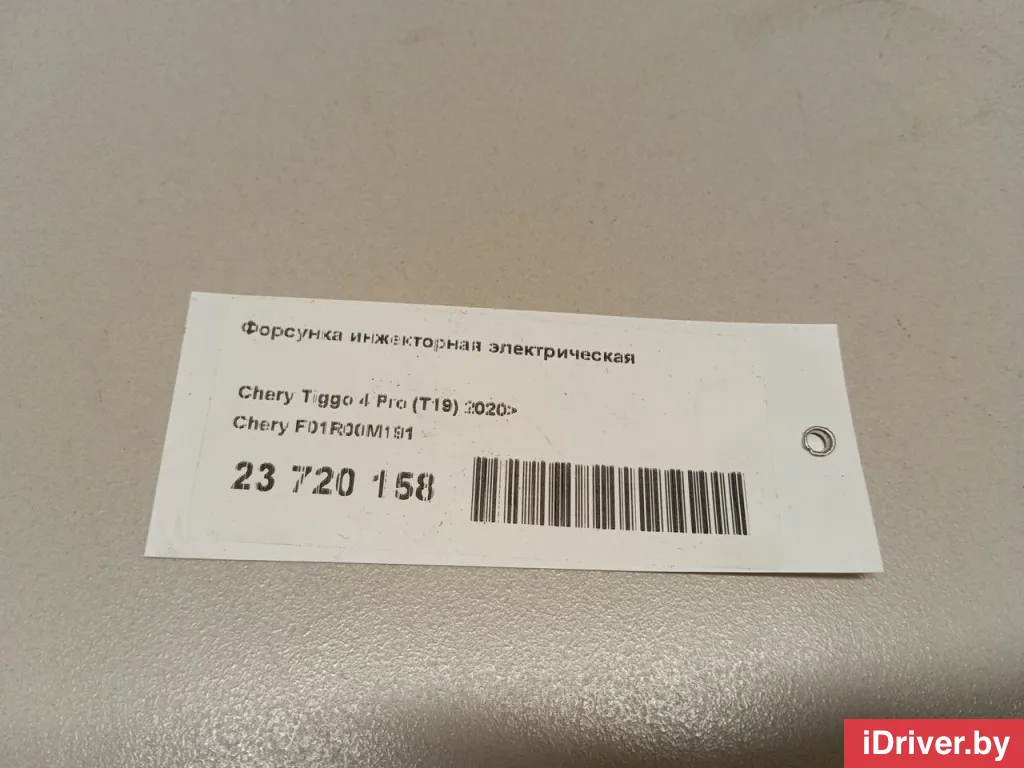 Форсунка инжекторная электрическая
Chery Tiggo 4 Pro (T19) 2020>
Chery F01R00M191
23 720 158
iDriver.by